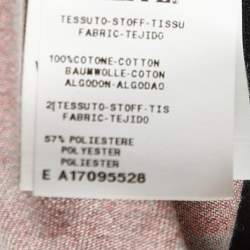 TESSUTO-STOFF-TISSU
FABRIC-TEJIDO
100%COTONE-COTTON
BAUMWOLLE-COTON
ALGODON-ALGODAO
2)TESSUTO-STOFF-TIS
FABRIC-TEJIDO
57% POLIESTERE
POLYESTER
POLIESTER
E A17095528